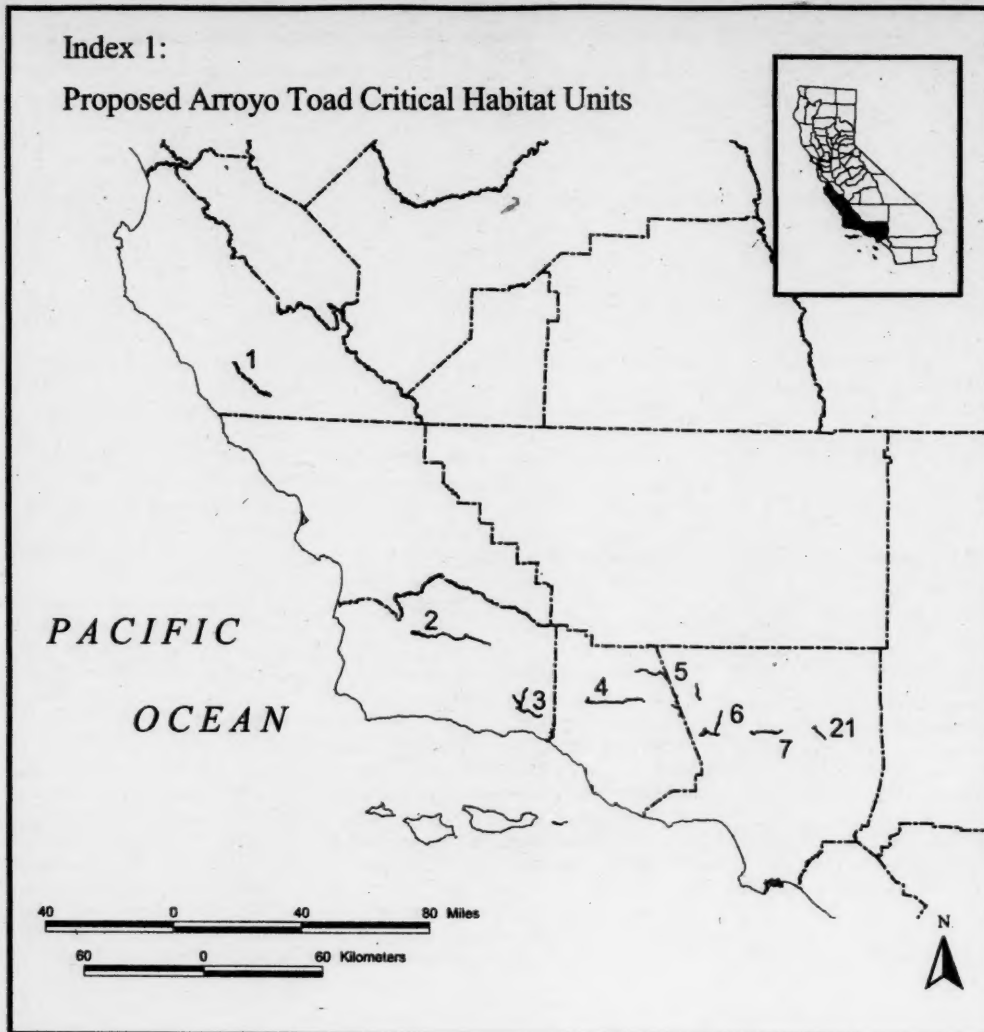 Index 1:
Proposed Arroyo Toad Critical Habitat Units
1
2
PACIFIC
3
4
5
6
OCEAN
7
21
40 0 40 80 Miles
60 0 60 Kilometers
N